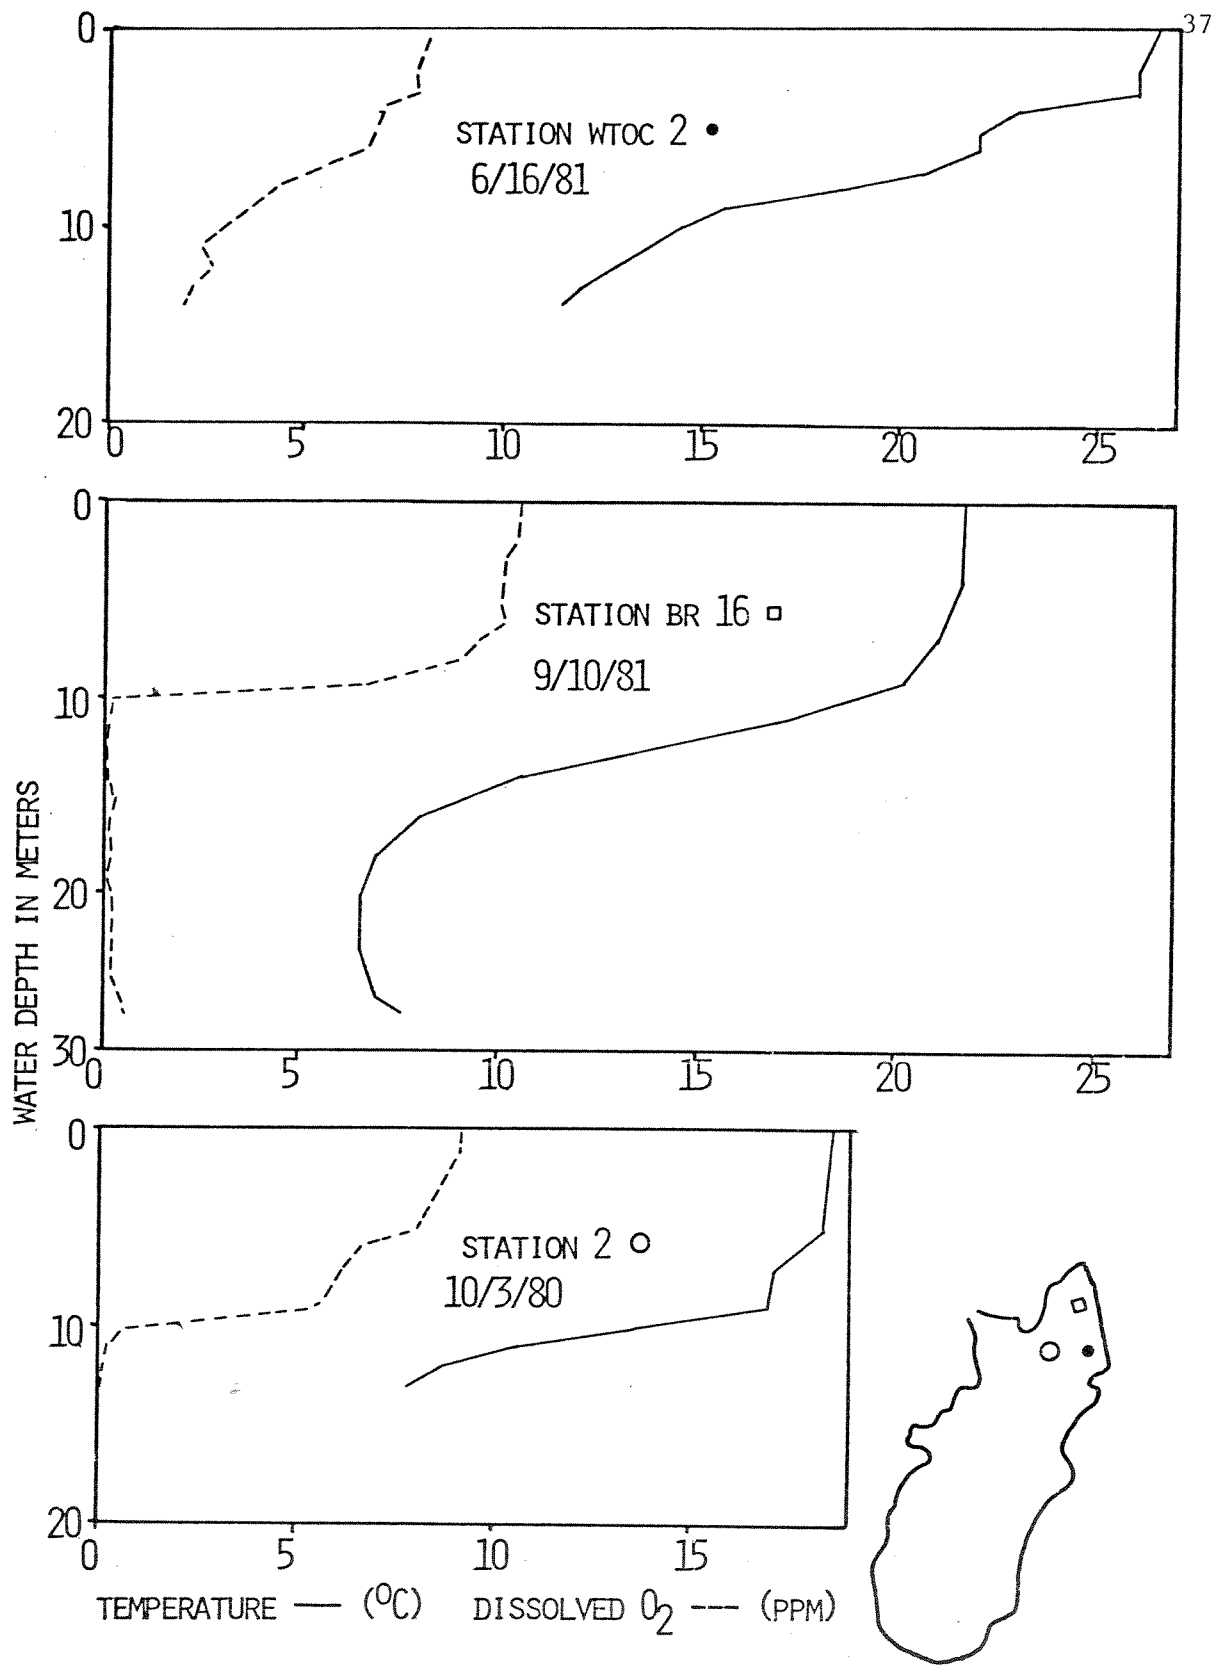 37
0
STATION WTOC 2
6/16/81
10
20
0 5 10 15 20 25
0
STATION BR 16
9/10/81
10
20
30
0 5 10 15 20 25
WATER DEPTH IN METERS
0
STATION 2
10/3/80
10
20
0 5 10 15
TEMPERATURE — (°C) DISSOLVED O₂ --- (PPM)